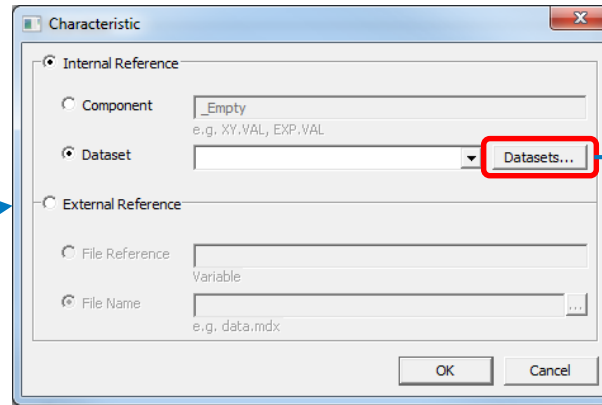 Characteristic
Internal Reference
Component
_Empty
e.g. XY.VAL, EXP.VAL
Dataset
Datasets...
External Reference
File Reference
Variable
File Name
...
e.g. data.mdx
OK
Cancel